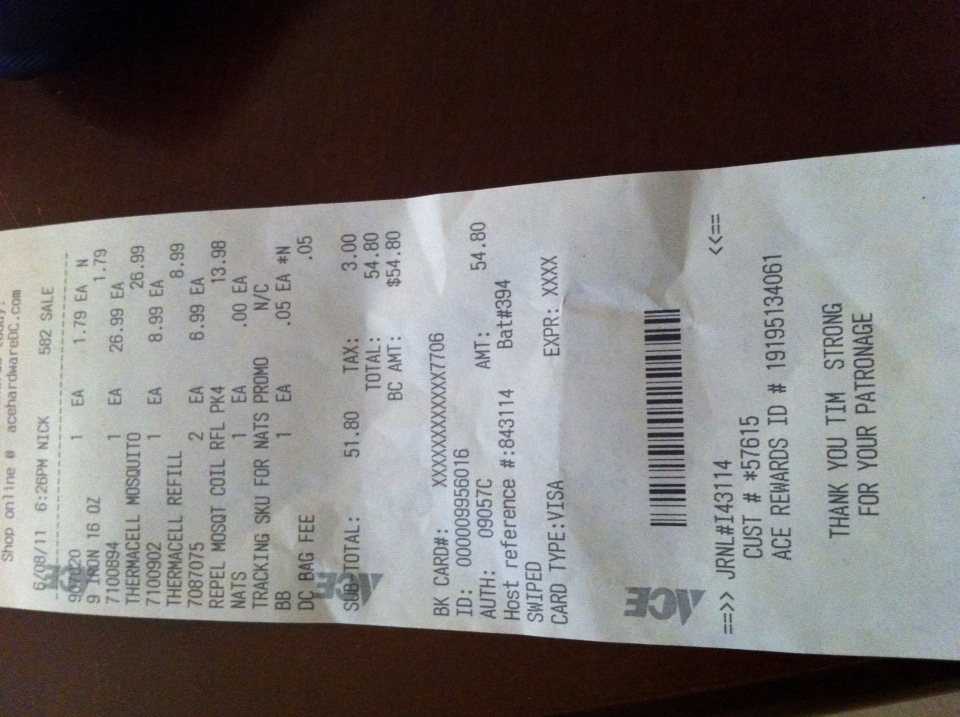 today!
Shop online @ acehardwareDC.com
6/08/11 6:26PM NICK 582 SALE
907020 1 EA 1.79 EA N
9 IRON 16 OZ 1.79
7100894 1 EA 26.99 EA
THERMACELL MOSQUITO 26.99
7100902 1 EA 8.99 EA
THERMACELL REFILL 8.99
7087075 2 EA 6.99 EA
REPEL MOSQT COIL RFL PK4 13.98
NATS 1 EA .00 EA
TRACKING SKU FOR NATS PROMO N/C
BB 1 EA .05 EA *N
DC BAG FEE .05
SUB-TOTAL: 51.80 TAX: 3.00
TOTAL: 54.80
BC AMT: $54.80
BK CARD#: XXXXXXXXXXXX7706
ID: 000009956016
AUTH: 09057C AMT: 54.80
Host reference #:843114 Bat#394
SWIPED
CARD TYPE:VISA EXPR: XXXX
==>> JRNL#I43114 <<==
CUST # *57615
ACE REWARDS ID # 19195134061
THANK YOU TIM STRONG
FOR YOUR PATRONAGE
ACE
ACE
ACE